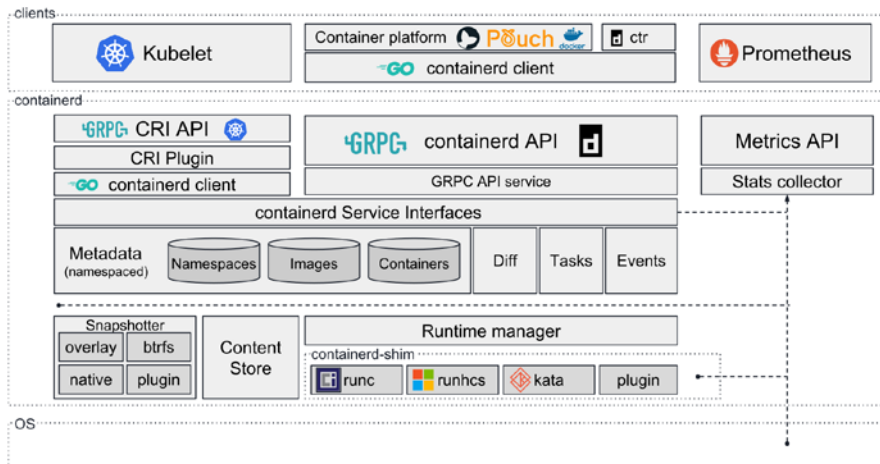 clients
Kubelet
Container platform
Pouch
docker
ctr
GO containerd client
Prometheus
containerd
GRPC CRI API
CRI Plugin
GO containerd client
GRPC containerd API
GRPC API service
Metrics API
Stats collector
containerd Service Interfaces
Metadata
(namespaced)
Namespaces
Images
Containers
Diff
Tasks
Events
Snapshotter
overlay
btrfs
native
plugin
Content
Store
Runtime manager
containerd-shim
runc
runhcs
kata
plugin
OS